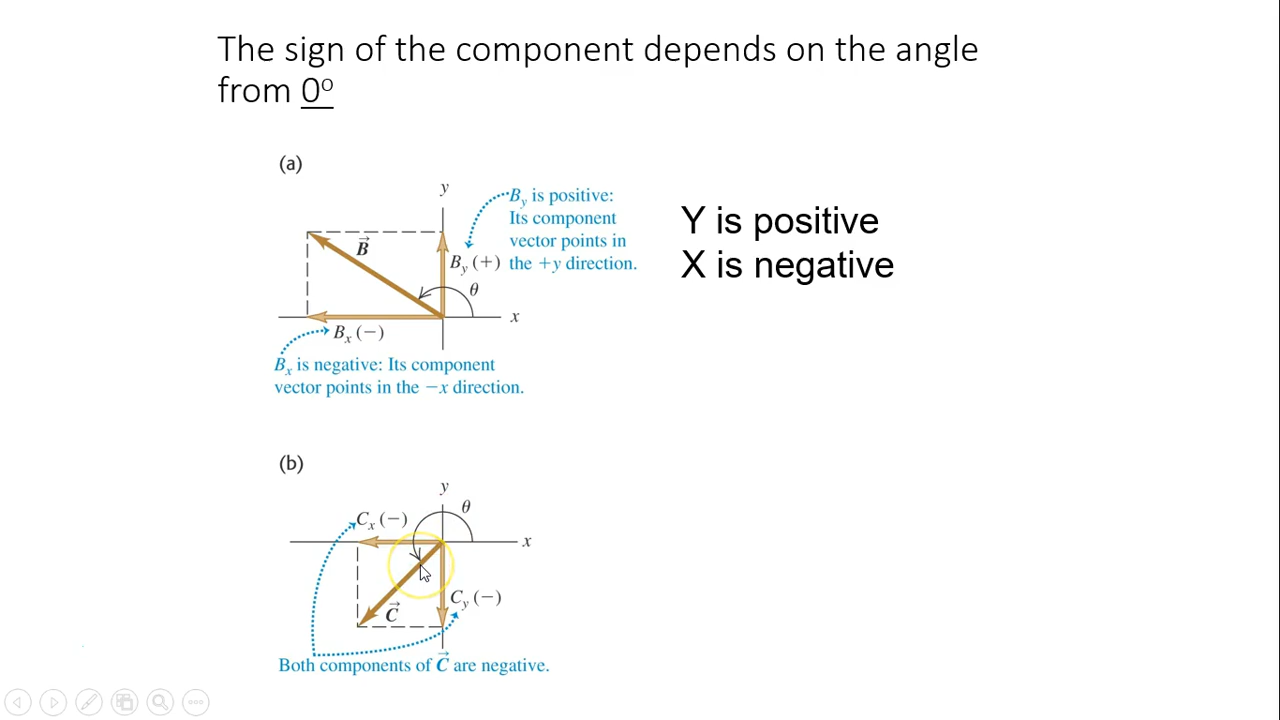 The sign of the component depends on the angle
from 0º
(a)
y
By is positive:
Its component
vector points in
the +y direction.
B
By (+)
θ
x
Bx (−)
Bx is negative: Its component
vector points in the −x direction.
Y is positive
X is negative
(b)
y
θ
Cx (−)
x
Cy (−)
C
Both components of C are negative.